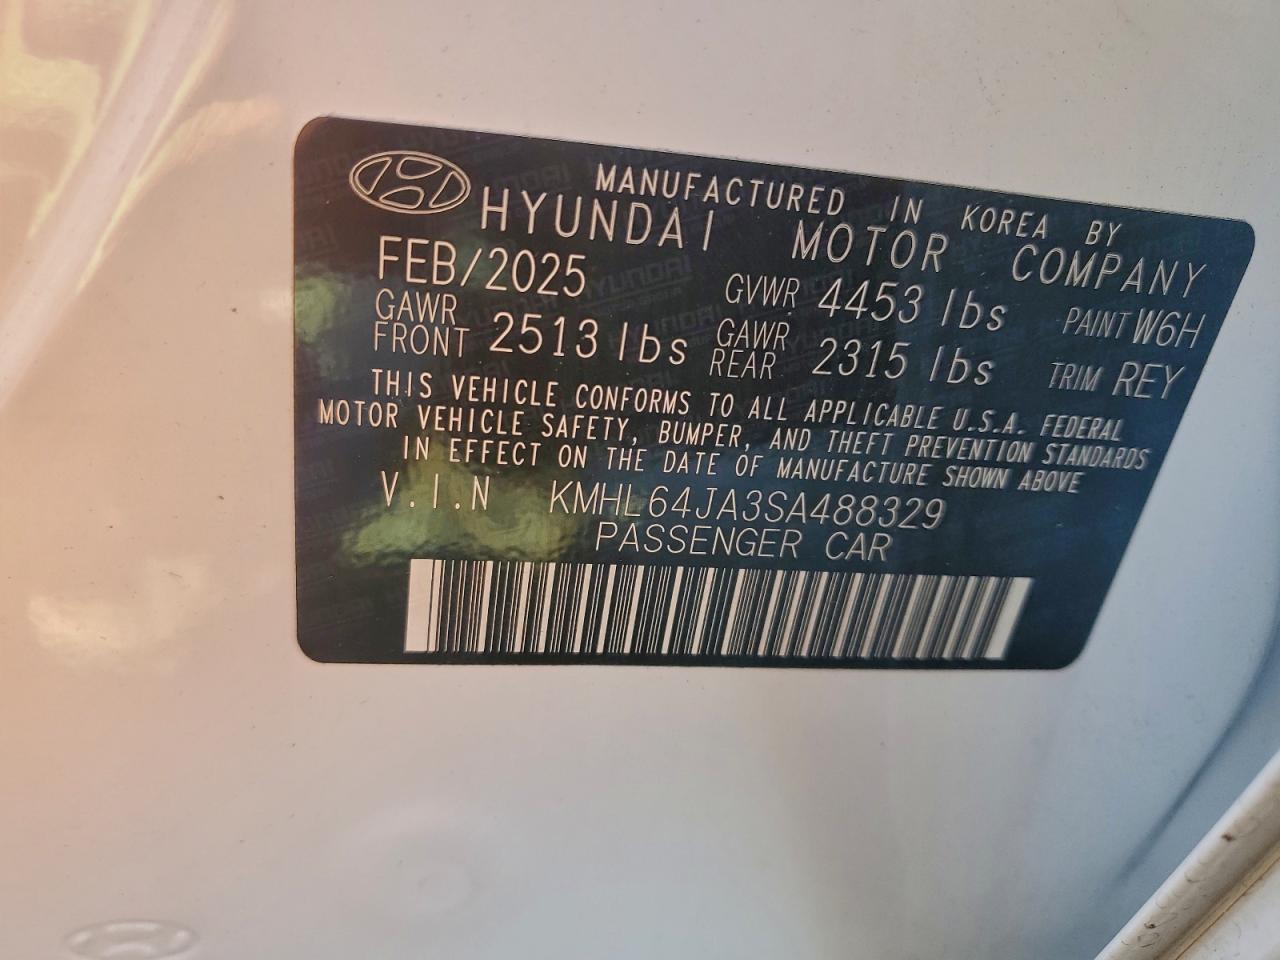 MANUFACTURED IN KOREA BY
HYUNDAI MOTOR COMPANY
FEB/2025 GVWR 4453 lbs PAINT W6H
GAWR FRONT 2513 lbs GAWR REAR 2315 lbs TRIM REY
THIS VEHICLE CONFORMS TO ALL APPLICABLE U.S.A. FEDERAL
MOTOR VEHICLE SAFETY, BUMPER, AND THEFT PREVENTION STANDARDS
IN EFFECT ON THE DATE OF MANUFACTURE SHOWN ABOVE
V.I.N KMHL64JA3SA488329
PASSENGER CAR